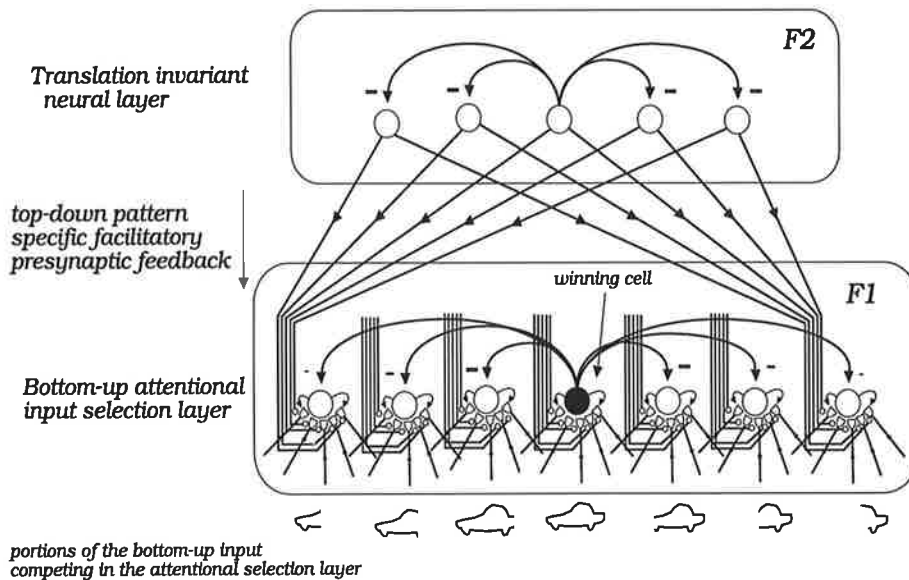 F2
Translation invariant
neural layer
top-down pattern
specific facilitatory
presynaptic feedback
winning cell
F1
Bottom-up attentional
input selection layer
portions of the bottom-up input
competing in the attentional selection layer